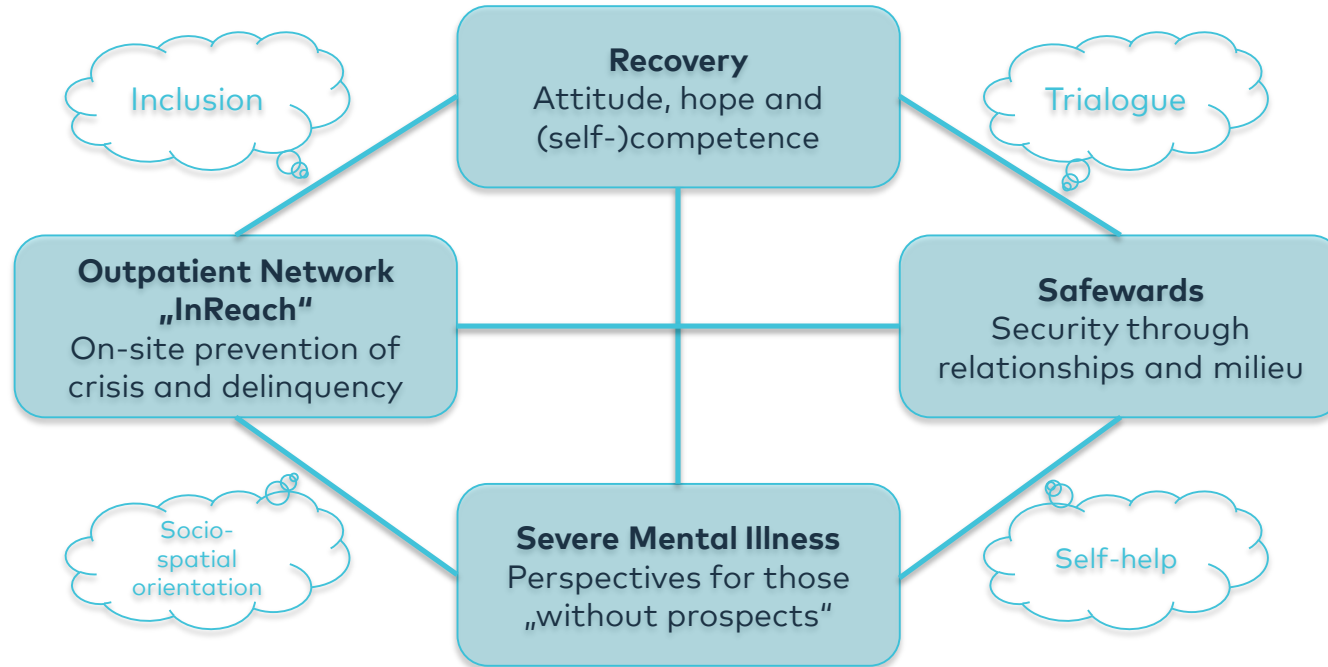 Inclusion
Recovery
Attitude, hope and
(self-)competence
Trialogue
Outpatient Network
„InReach“
On-site prevention of
crisis and delinquency
Safewards
Security through
relationships and milieu
Socio-
spatial
orientation
Severe Mental Illness
Perspectives for those
„without prospects“
Self-help